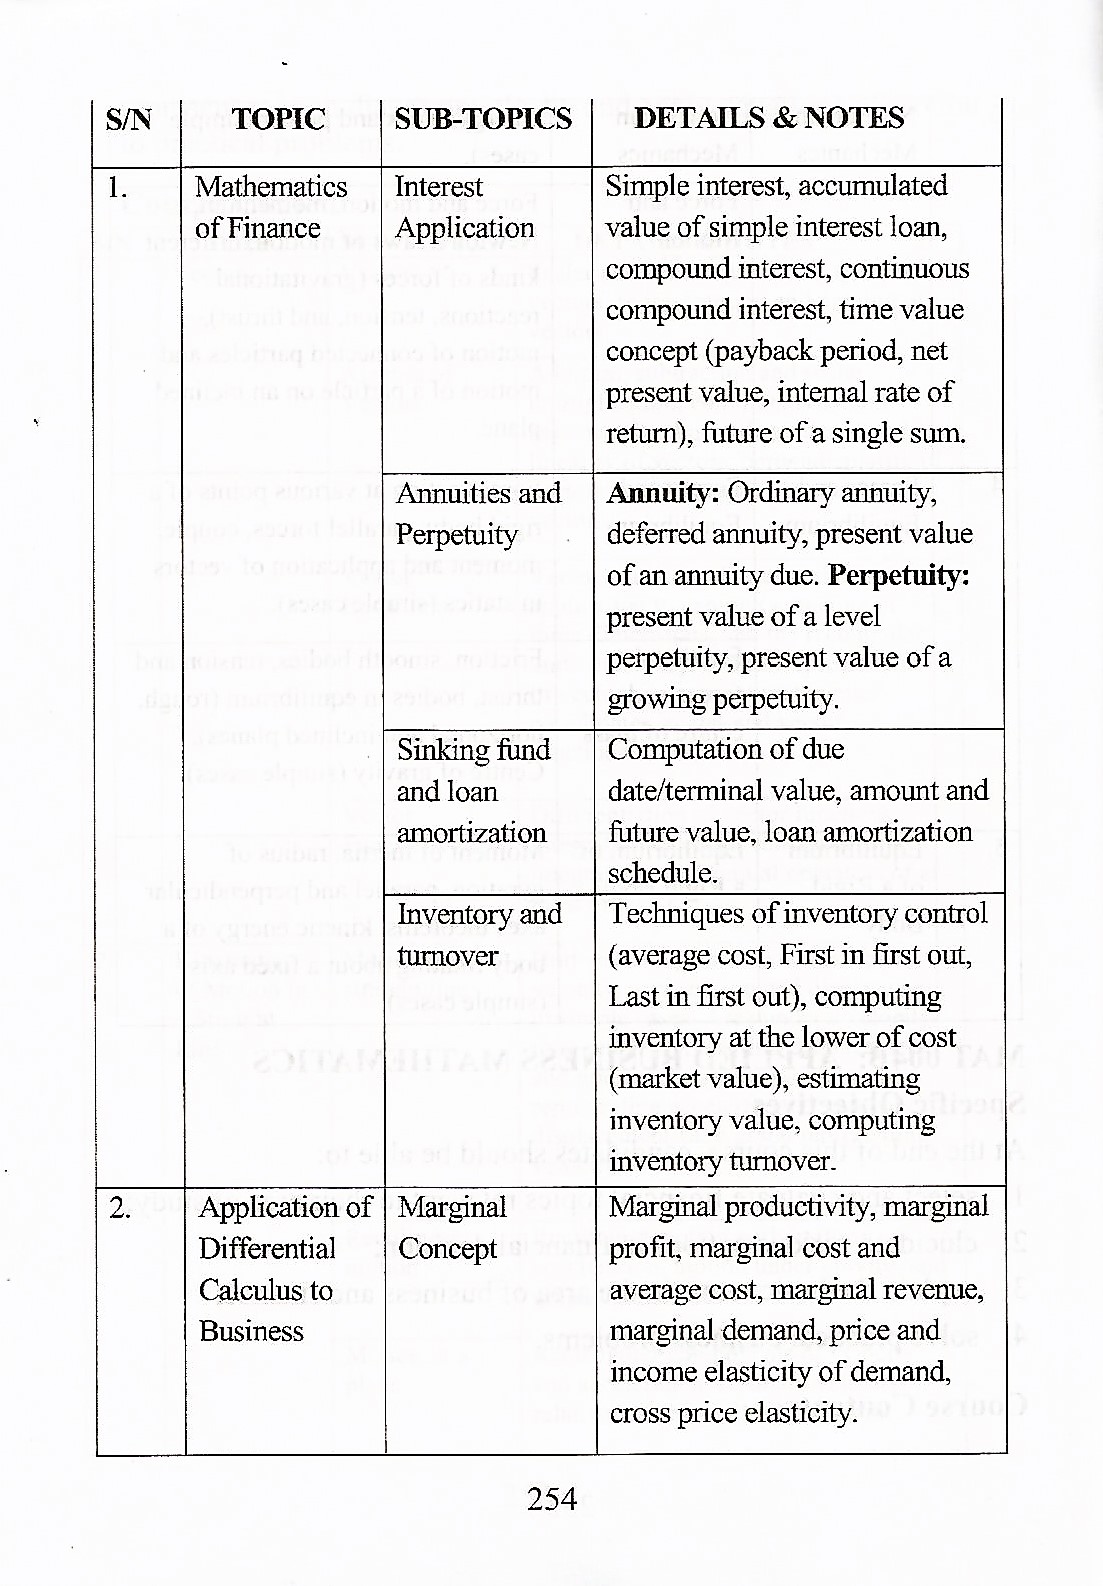 S/N TOPIC SUB-TOPICS DETAILS & NOTES
1. Mathematics
of Finance
Interest
Application
Simple interest, accumulated
value of simple interest loan,
compound interest, continuous
compound interest, time value
concept (payback period, net
present value, internal rate of
return), future of a single sum.
Annuities and
Perpetuity
Annuity: Ordinary annuity,
deferred annuity, present value
of an annuity due. Perpetuity:
present value of a level
perpetuity, present value of a
growing perpetuity.
Sinking fund
and loan
amortization
Computation of due
date/terminal value, amount and
future value, loan amortization
schedule.
Inventory and
turnover
Techniques of inventory control
(average cost, First in first out,
Last in first out), computing
inventory at the lower of cost
(market value), estimating
inventory value, computing
inventory turnover.
2. Application of
Differential
Calculus to
Business
Marginal
Concept
Marginal productivity, marginal
profit, marginal cost and
average cost, marginal revenue,
marginal demand, price and
income elasticity of demand,
cross price elasticity.
254